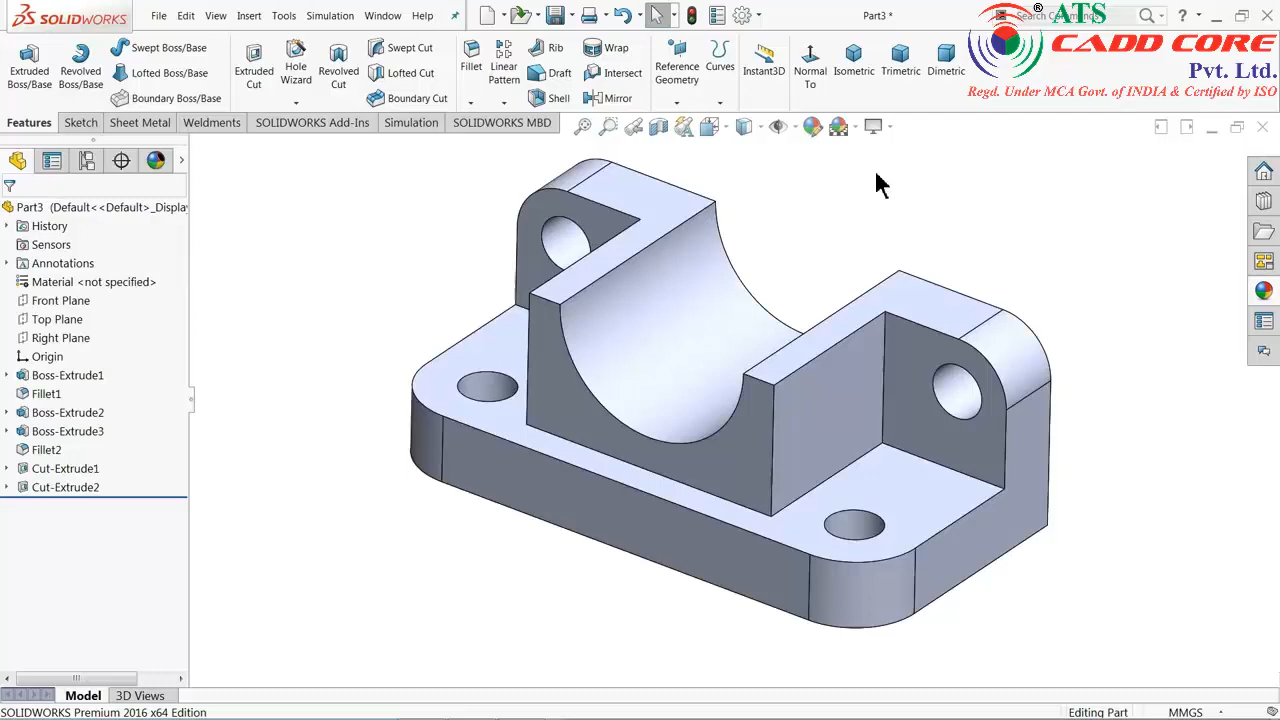 SOLIDWORKS File Edit View Insert Tools Simulation Window Help Part3 * ?
® ATS
CADD CORE
Pvt. Ltd.
Regd. Under MCA Govt. of INDIA & Certified by ISO
Extruded Boss/Base
Revolved Boss/Base
Swept Boss/Base
Lofted Boss/Base
Boundary Boss/Base
Extruded Cut
Hole Wizard
Revolved Cut
Swept Cut
Lofted Cut
Boundary Cut
Fillet
Linear Pattern
Rib
Draft
Shell
Wrap
Intersect
Mirror
Reference Geometry
Curves
Instant3D
Normal To
Isometric
Trimetric
Dimetric
Features Sketch Sheet Metal Weldments SOLIDWORKS Add-Ins Simulation SOLIDWORKS MBD
Part3 (Default<<Default>_Displa
History
Sensors
Annotations
Material <not specified>
Front Plane
Top Plane
Right Plane
Origin
Boss-Extrude1
Fillet1
Boss-Extrude2
Boss-Extrude3
Fillet2
Cut-Extrude1
Cut-Extrude2
Model 3D Views
SOLIDWORKS Premium 2016 x64 Edition Editing Part MMGS